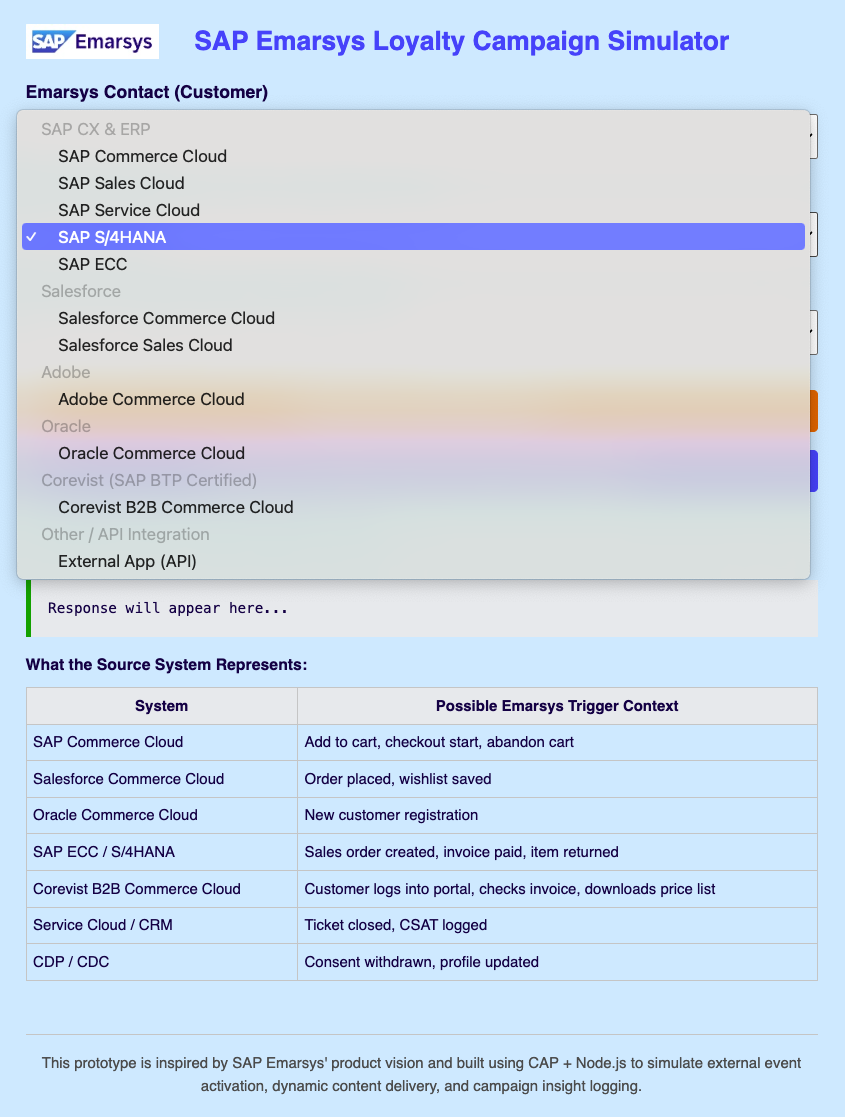 SAP Emarsys
SAP Emarsys Loyalty Campaign Simulator
Emarsys Contact (Customer)
SAP CX & ERP
SAP Commerce Cloud
SAP Sales Cloud
SAP Service Cloud
✓ SAP S/4HANA
SAP ECC
Salesforce
Salesforce Commerce Cloud
Salesforce Sales Cloud
Adobe
Adobe Commerce Cloud
Oracle
Oracle Commerce Cloud
Corevist (SAP BTP Certified)
Corevist B2B Commerce Cloud
Other / API Integration
External App (API)
Response will appear here...
What the Source System Represents:
System Possible Emarsys Trigger Context
SAP Commerce Cloud Add to cart, checkout start, abandon cart
Salesforce Commerce Cloud Order placed, wishlist saved
Oracle Commerce Cloud New customer registration
SAP ECC / S/4HANA Sales order created, invoice paid, item returned
Corevist B2B Commerce Cloud Customer logs into portal, checks invoice, downloads price list
Service Cloud / CRM Ticket closed, CSAT logged
CDP / CDC Consent withdrawn, profile updated
This prototype is inspired by SAP Emarsys' product vision and built using CAP + Node.js to simulate external event
activation, dynamic content delivery, and campaign insight logging.